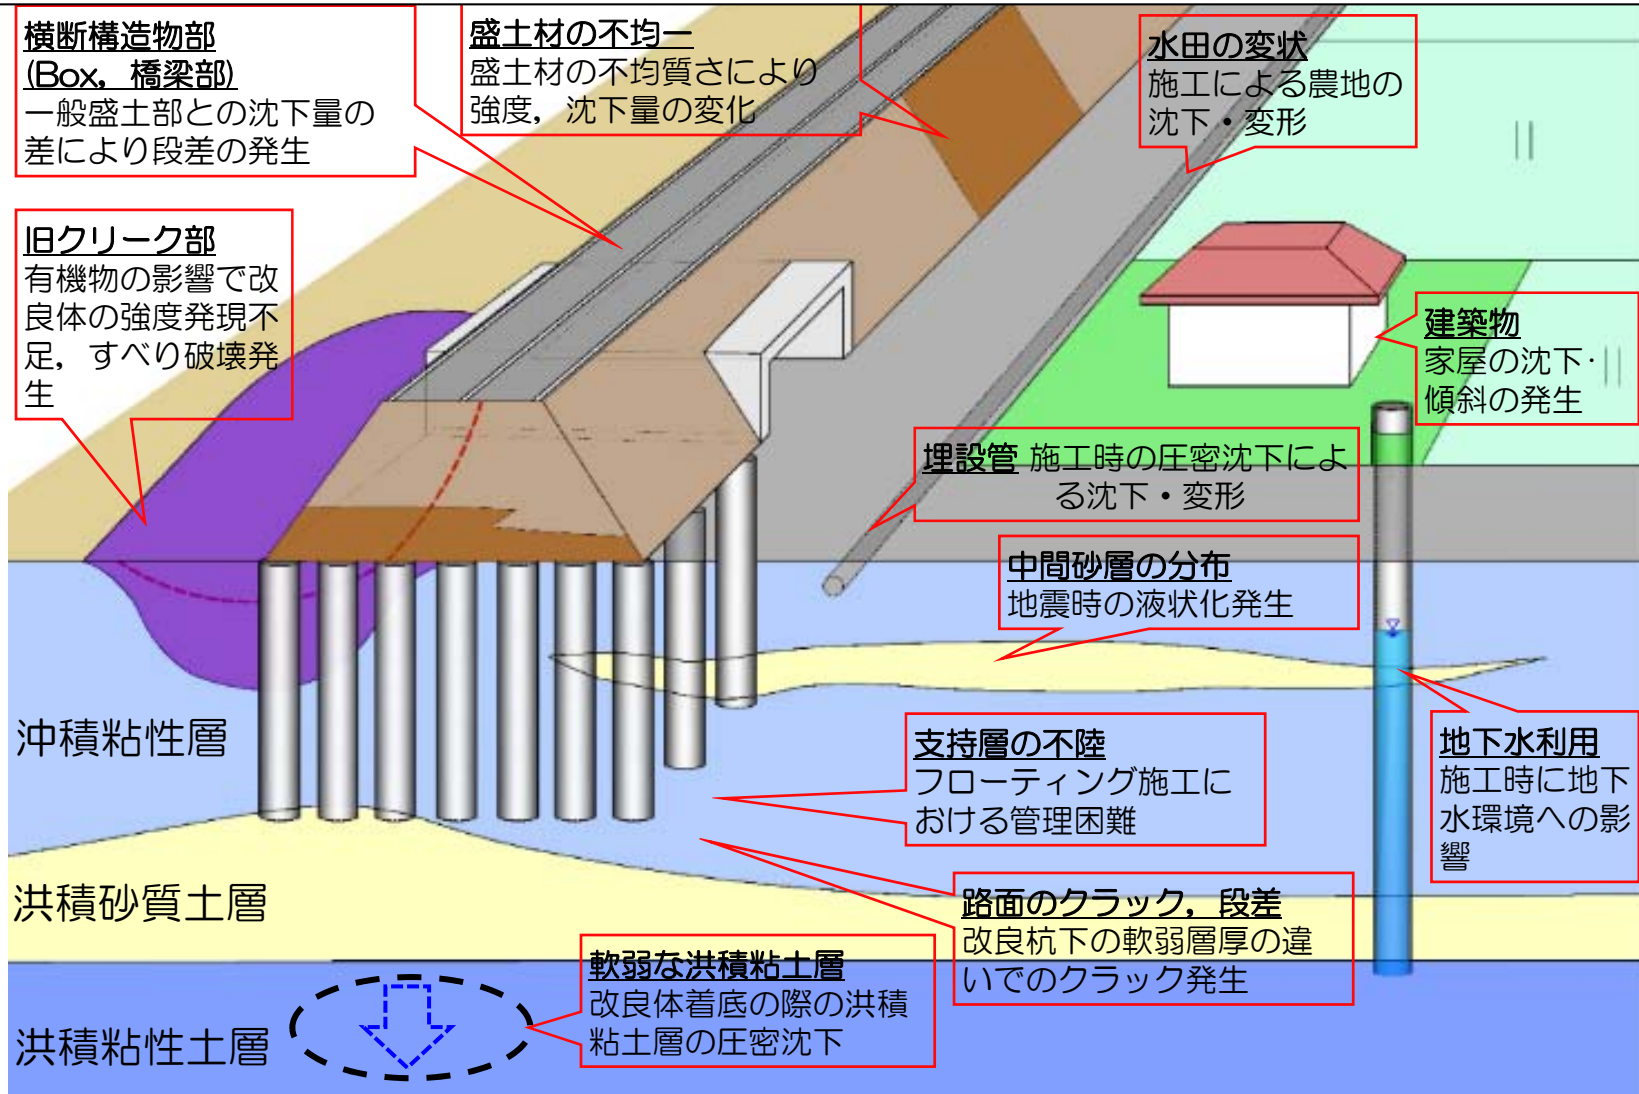 横断構造物部
(Box，橋梁部)
一般盛土部との沈下量の
差により段差の発生
盛土材の不均一
盛土材の不均質さにより
強度，沈下量の変化
水田の変状
施工による農地の
沈下・変形
旧クリーク部
有機物の影響で改
良体の強度発現不
足，すべり破壊発
生
建築物
家屋の沈下・
傾斜の発生
埋設管 施工時の圧密沈下によ
る沈下・変形
中間砂層の分布
地震時の液状化発生
沖積粘性層
支持層の不陸
フローティング施工に
おける管理困難
地下水利用
施工時に地下
水環境への影
響
洪積砂質土層
路面のクラック，段差
改良杭下の軟弱層厚の違
いでのクラック発生
軟弱な洪積粘土層
改良体着底の際の洪積
粘土層の圧密沈下
洪積粘性土層